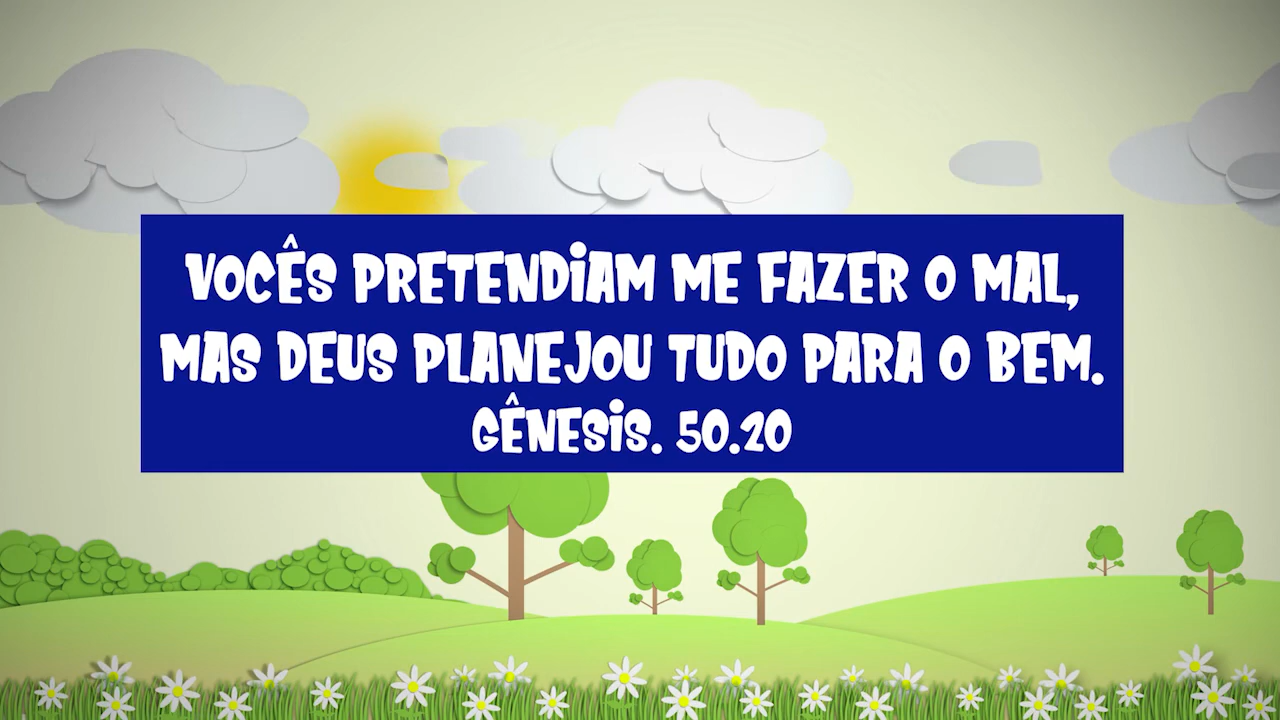 VOCÊS PRETENDIAM ME FAZER O MAL,
MAS DEUS PLANEJOU TUDO PARA O BEM.
GÊNESIS. 50.20